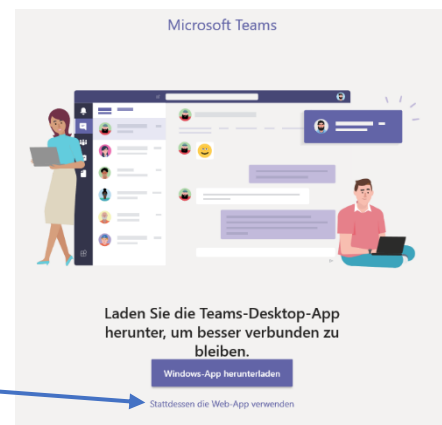 Microsoft Teams
Laden Sie die Teams-Desktop-App
herunter, um besser verbunden zu
bleiben.
Windows-App herunterladen
Stattdessen die Web-App verwenden